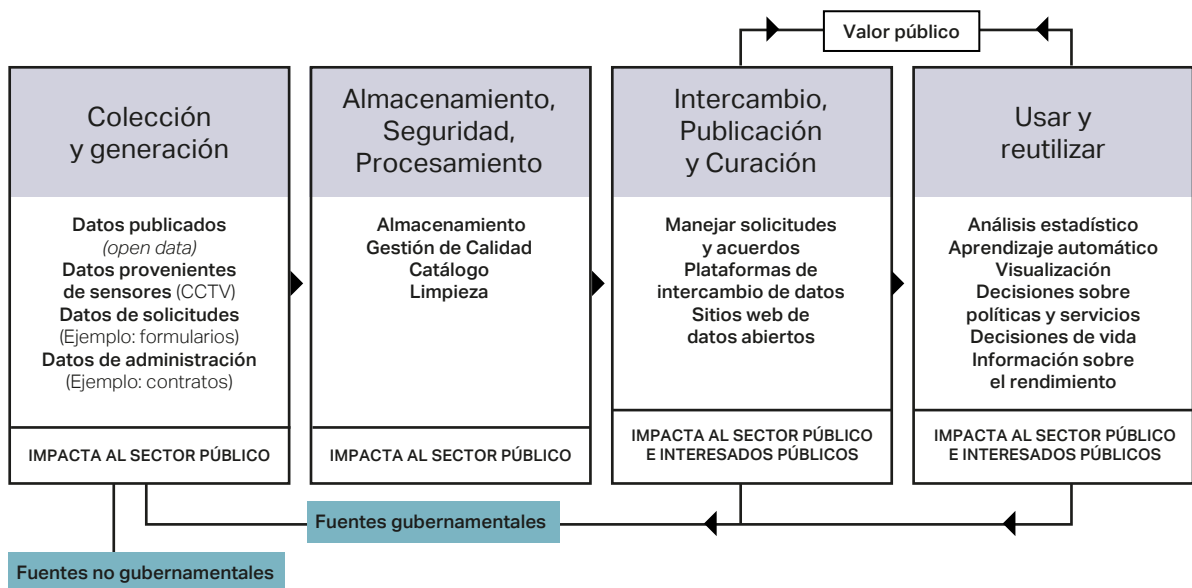 Valor público
Colección
y generación
Datos publicados
(open data)
Datos provenientes
de sensores (CCTV)
Datos de solicitudes
(Ejemplo: formularios)
Datos de administración
(Ejemplo: contratos)
IMPACTA AL SECTOR PÚBLICO
Almacenamiento,
Seguridad,
Procesamiento
Almacenamiento
Gestión de Calidad
Catálogo
Limpieza
IMPACTA AL SECTOR PÚBLICO
Intercambio,
Publicación
y Curación
Manejar solicitudes
y acuerdos
Plataformas de
intercambio de datos
Sitios web de
datos abiertos
IMPACTA AL SECTOR PÚBLICO
E INTERESADOS PÚBLICOS
Usar y
reutilizar
Análisis estadístico
Aprendizaje automático
Visualización
Decisiones sobre
políticas y servicios
Decisiones de vida
Información sobre
el rendimiento
IMPACTA AL SECTOR PÚBLICO
E INTERESADOS PÚBLICOS
Fuentes gubernamentales
Fuentes no gubernamentales